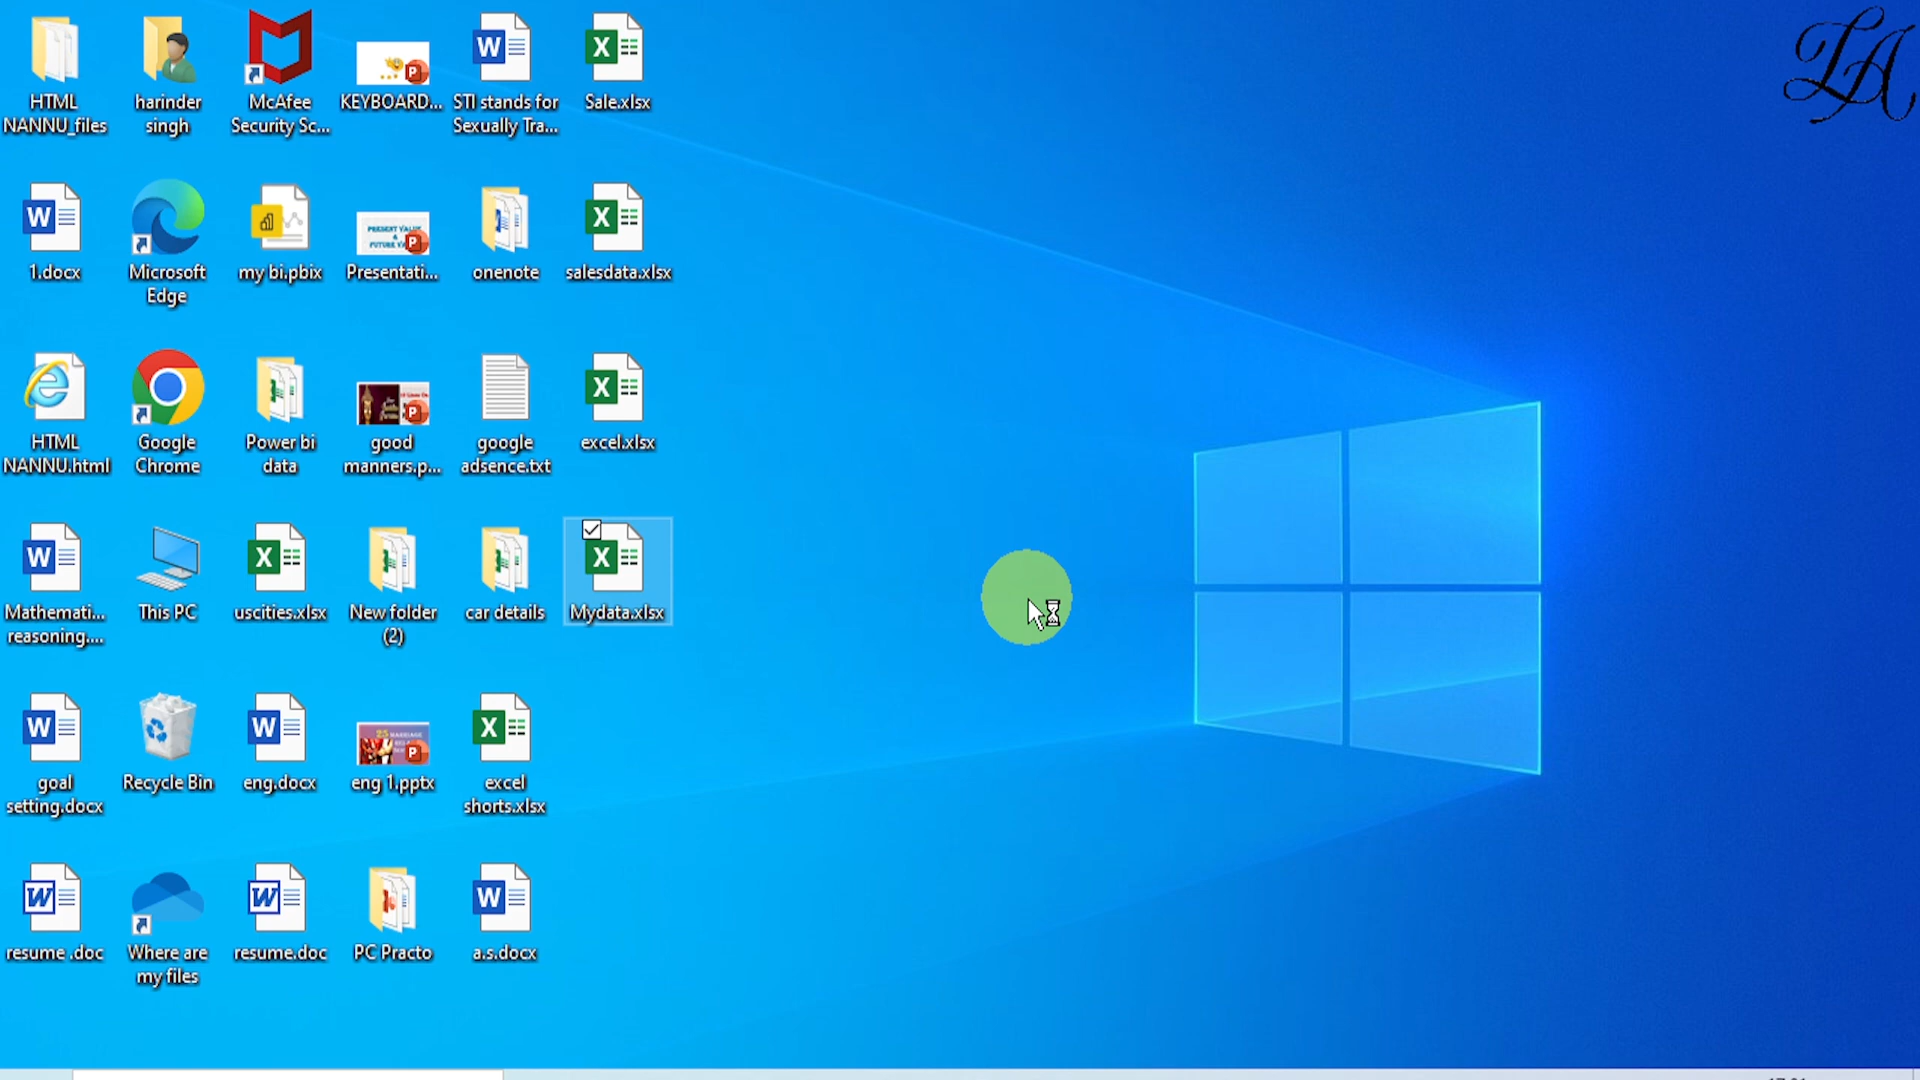 HTML
NANNU_files
harinder
singh
McAfee
Security Sc...
KEYBOARD...
STI stands for
Sexually Tra...
Sale.xlsx
LA
1.docx
Microsoft
Edge
my bi.pbix
PRESENT VALUE
&
Presentati...
onenote
salesdata.xlsx
HTML
NANNU.html
Google
Chrome
Power bi
data
good
manners.p...
google
adsence.txt
excel.xlsx
Mathemati...
reasoning....
This PC
uscities.xlsx
New folder
(2)
car details
Mydata.xlsx
goal
setting.docx
Recycle Bin
eng.docx
eng 1.pptx
excel
shorts.xlsx
resume .doc
Where are
my files
resume.doc
PC Practo
a.s.docx